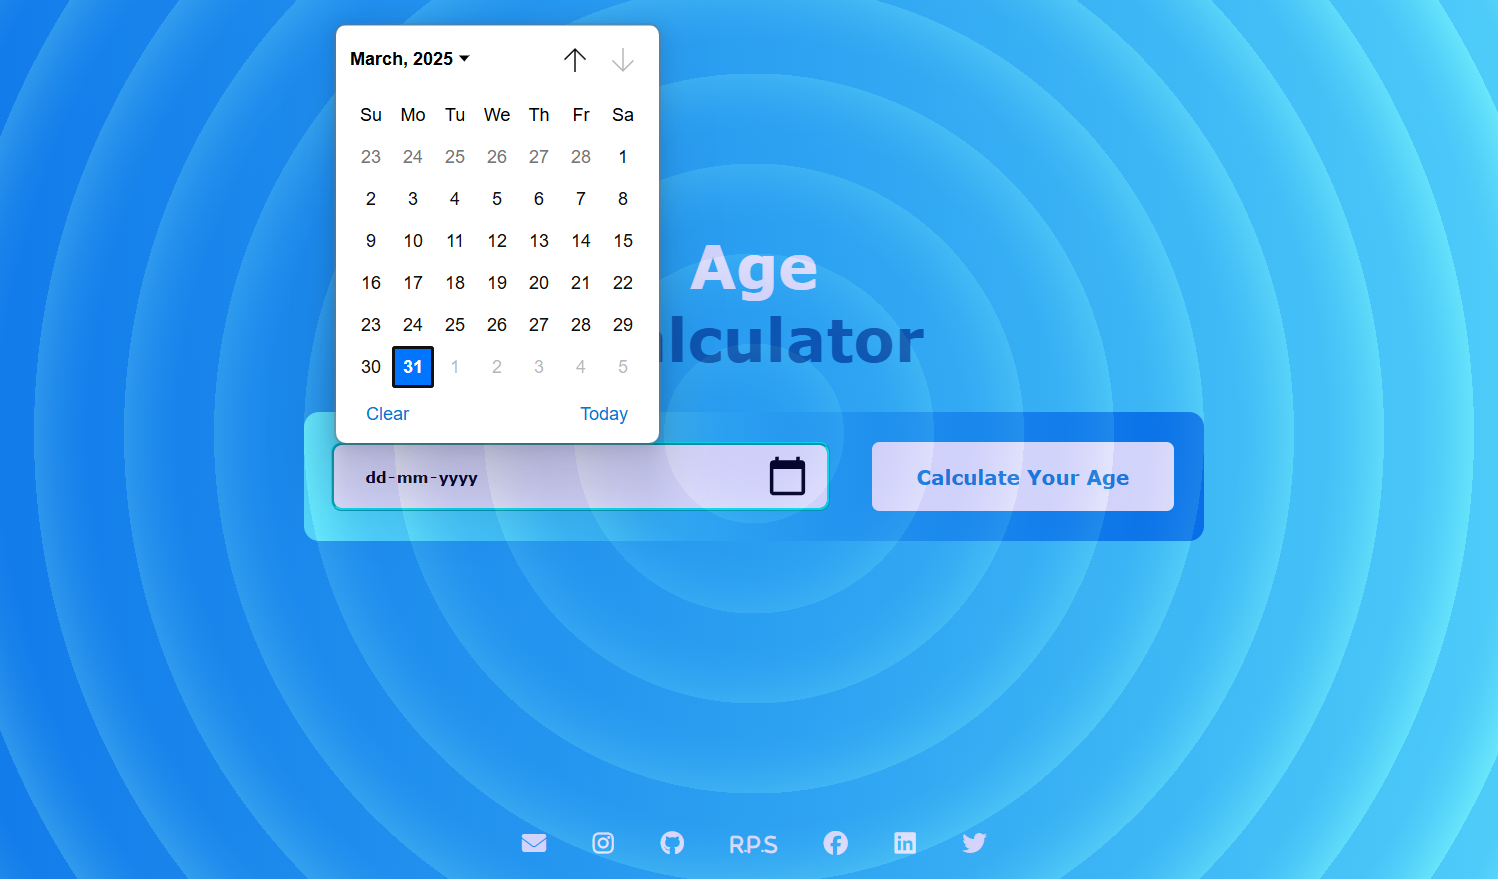 March, 2025
Su Mo Tu We Th Fr Sa
23 24 25 26 27 28 1
2 3 4 5 6 7 8
9 10 11 12 13 14 15
16 17 18 19 20 21 22
23 24 25 26 27 28 29
30 31 1 2 3 4 5
Clear Today
Age
lculator
dd-mm-yyyy
Calculate Your Age
R.P.S